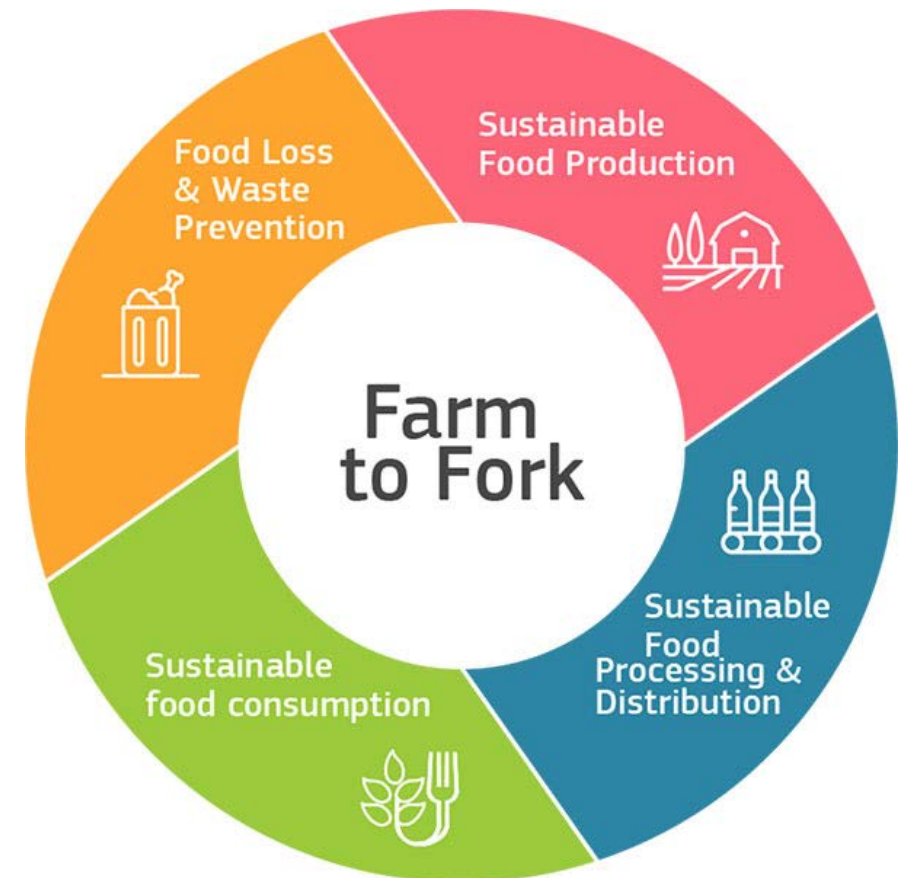 Food Loss
& Waste
Prevention
Sustainable
Food Production
Farm
to Fork
Sustainable
Food
Processing &
Distribution
Sustainable
food consumption